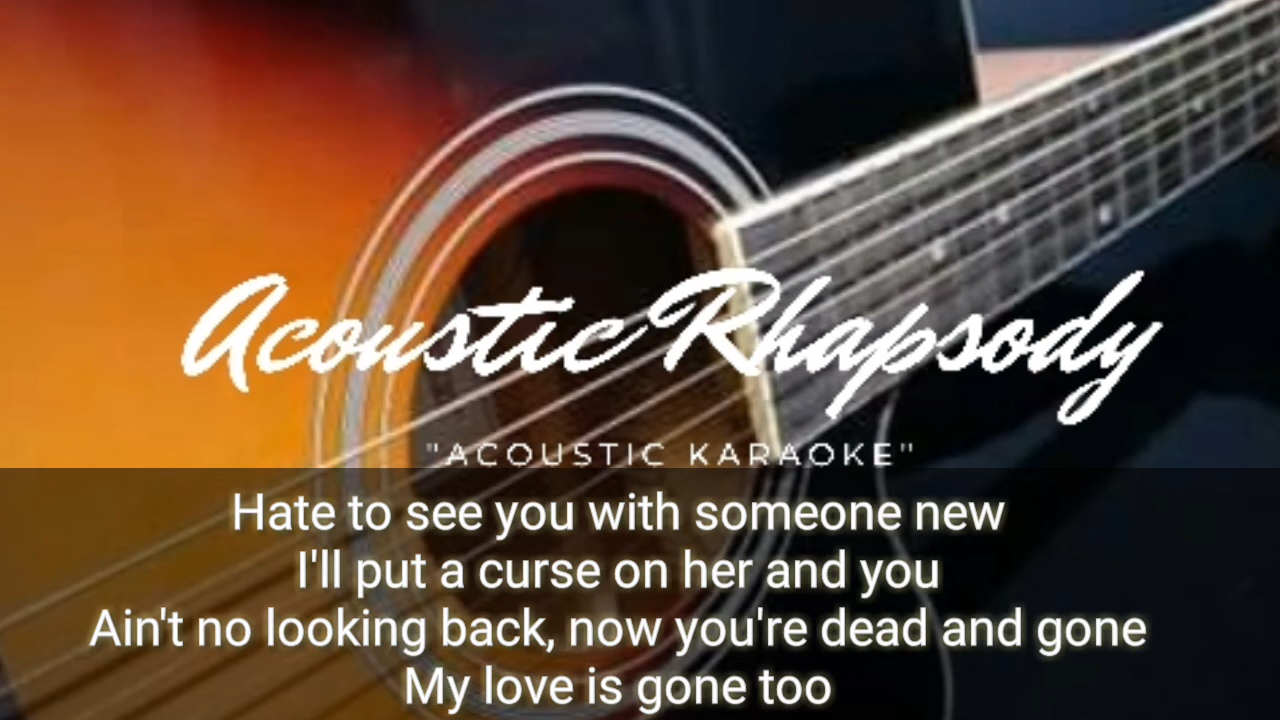 Acoustic Rhapsody
"ACOUSTIC KARAOKE"
Hate to see you with someone new
I'll put a curse on her and you
Ain't no looking back, now you're dead and gone
My love is gone too